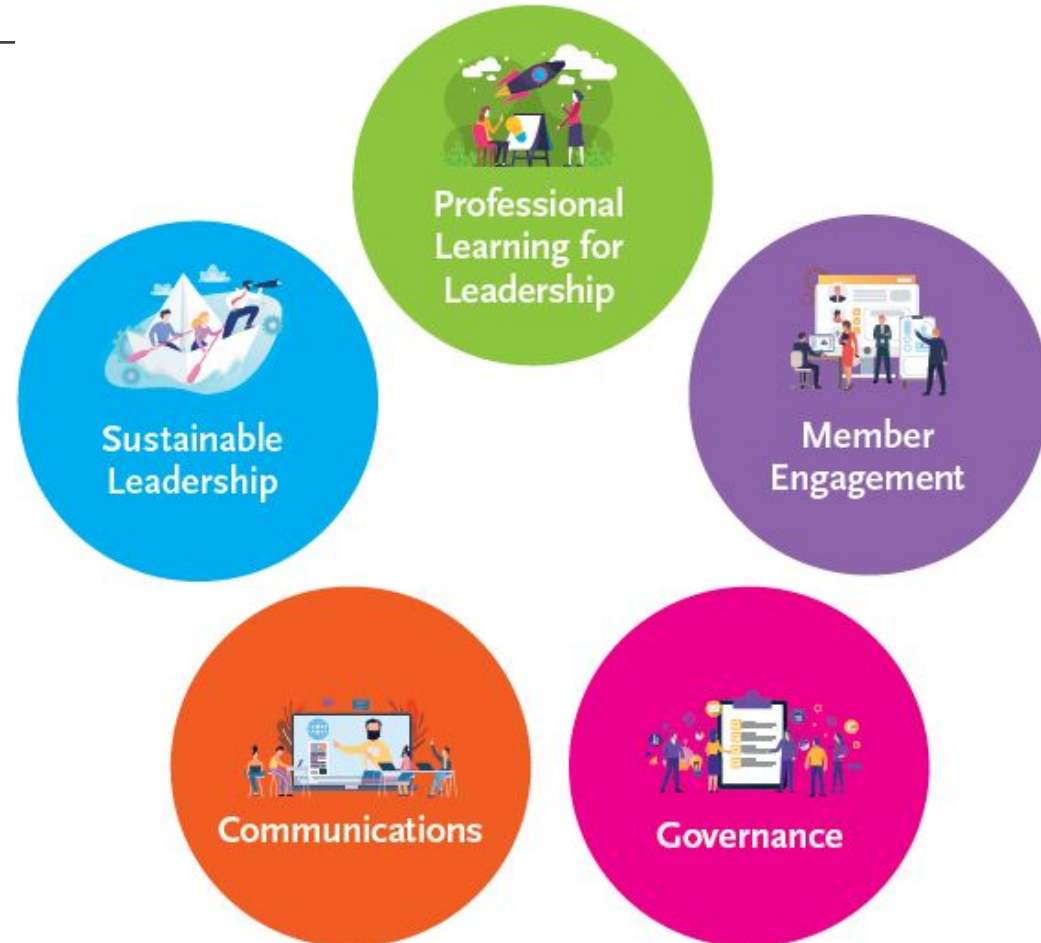 Professional
Learning for
Leadership
Sustainable
Leadership
Member
Engagement
Communications
Governance